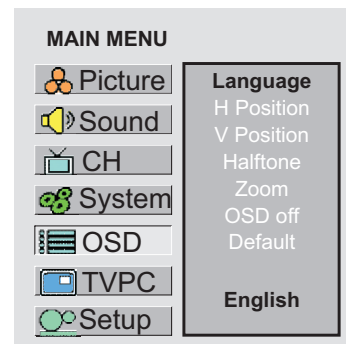 MAIN MENU
Picture
Sound
CH
System
OSD
TVPC
Setup
Language
H Position
V Position
Halftone
Zoom
OSD off
Default
English